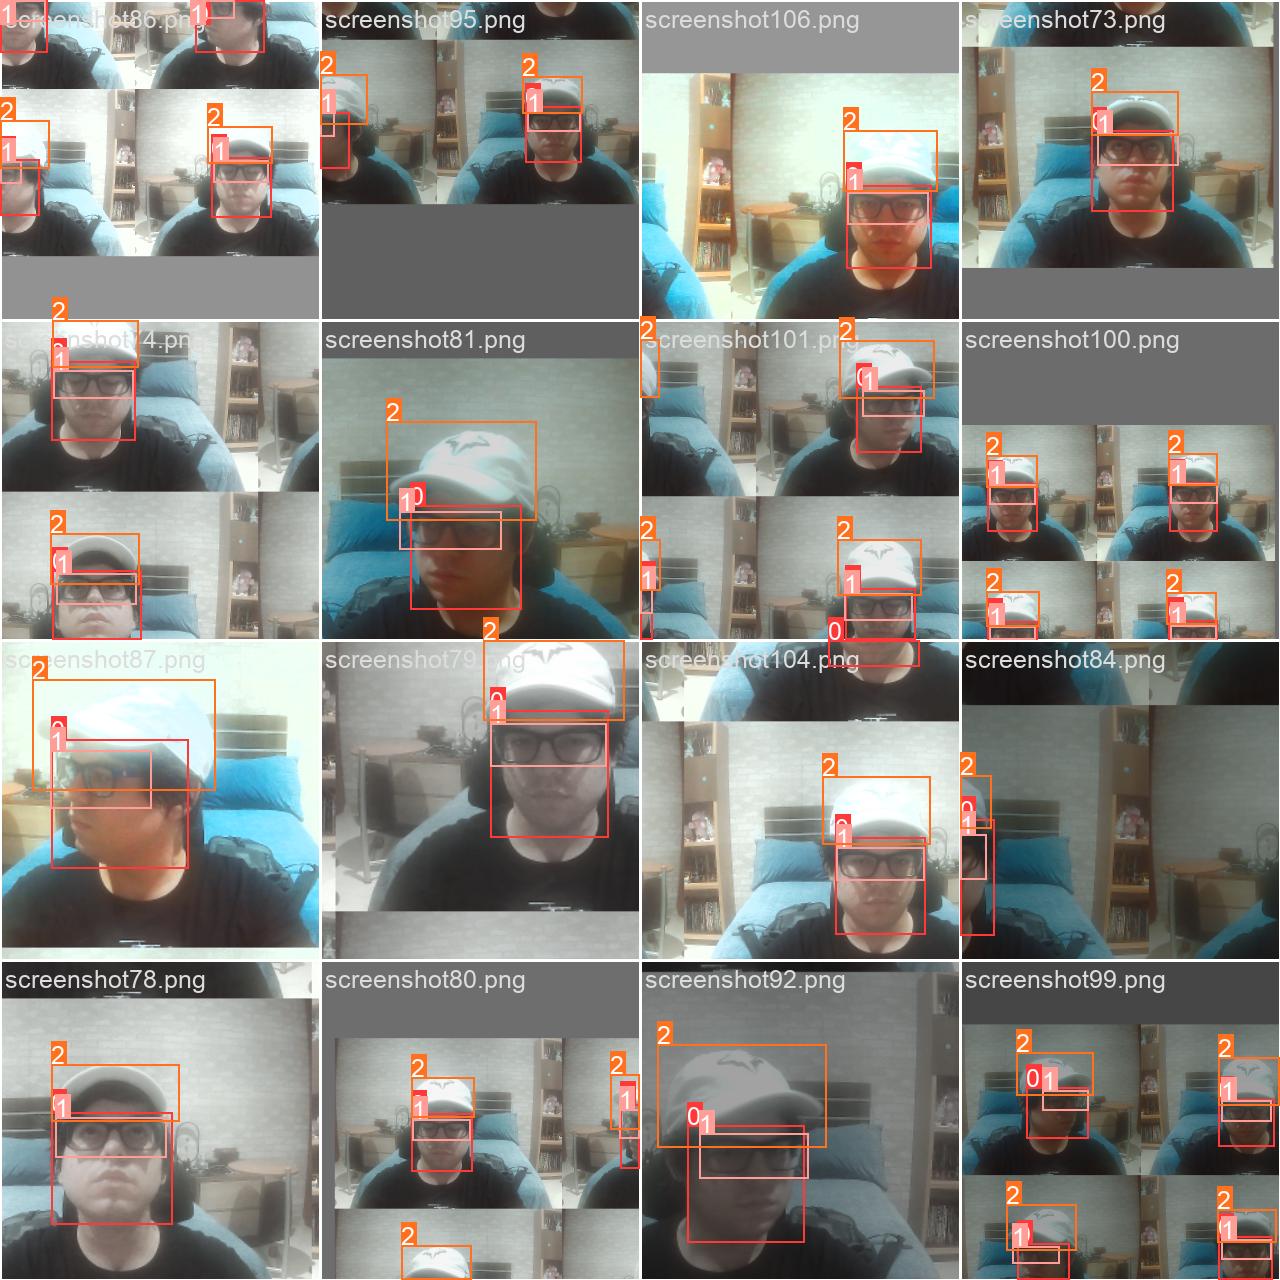 screenshot86.png
screenshot95.png
screenshot106.png
screenshot73.png
screenshot74.png
screenshot81.png
screenshot101.png
screenshot100.png
screenshot87.png
screenshot79.png
screenshot104.png
screenshot84.png
screenshot78.png
screenshot80.png
screenshot92.png
screenshot99.png